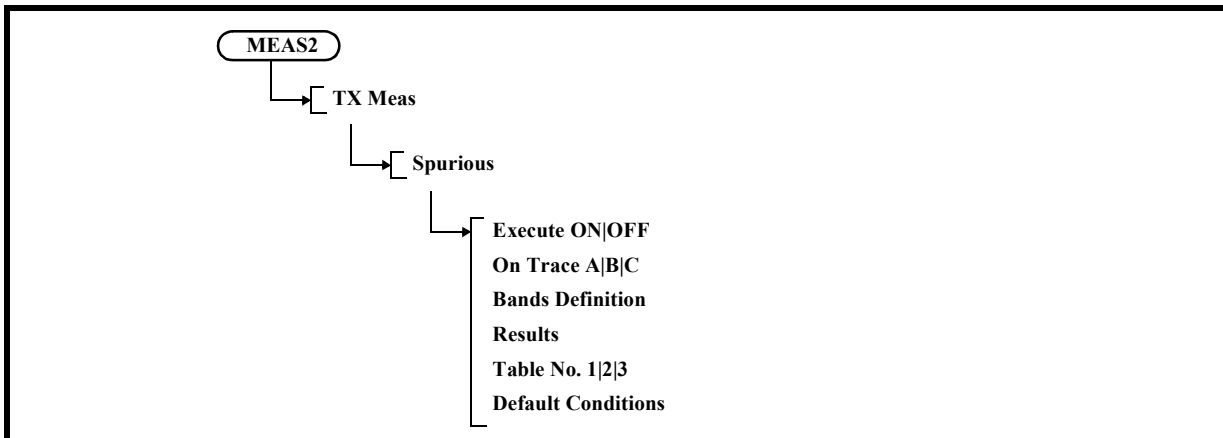 MEAS2
TX Meas
Spurious
Execute ON|OFF
On Trace A|B|C
Bands Definition
Results
Table No. 1|2|3
Default Conditions